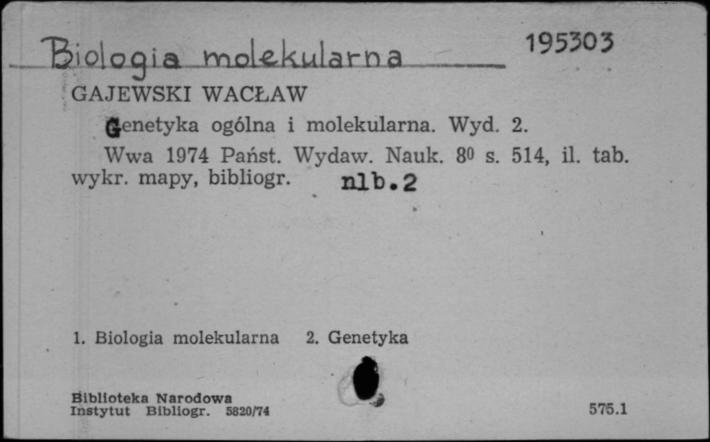 Biologia molekularna 195303
GAJEWSKI WACŁAW
Genetyka ogólna i molekularna. Wyd. 2.
Wwa 1974 Państ. Wydaw. Nauk. 8⁰ s. 514, il. tab.
wykr. mapy, bibliogr. nlb.2
1. Biologia molekularna 2. Genetyka
Biblioteka Narodowa
Instytut Bibliogr. 5820/74 575.1